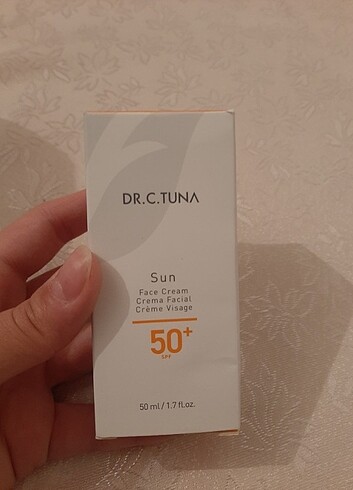 DR.C.TUNA
Sun
Face Cream
Crema Facial
Crème Visage
50+
SPF
50 ml / 1.7 fl.oz.